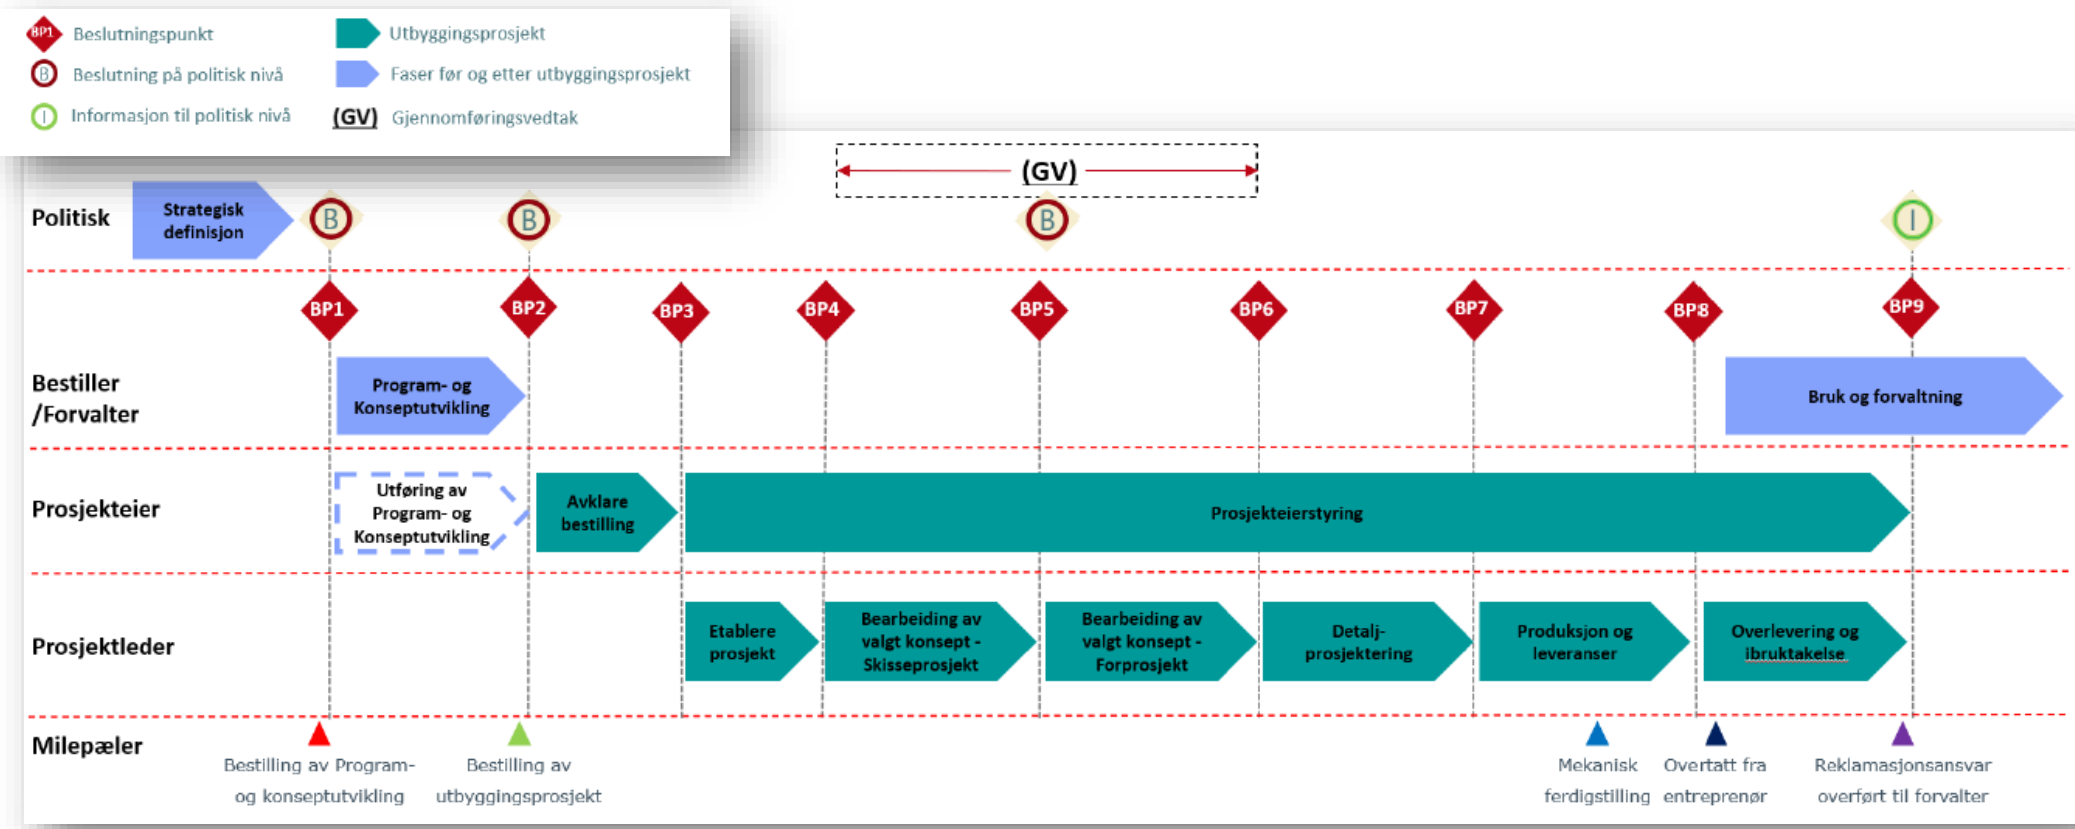 BP1 Beslutningspunkt
Utbyggingsprosjekt
B Beslutning på politisk nivå
Faser før og etter utbyggingsprosjekt
I Informasjon til politisk nivå
(GV) Gjennomføringsvedtak
(GV)
Politisk
Strategisk
definisjon
B
B
B
I
BP1
BP2
BP3
BP4
BP5
BP6
BP7
BP8
BP9
Bestiller
/Forvalter
Program- og
Konseptutvikling
Bruk og forvaltning
Prosjekteier
Utføring av
Program- og
Konseptutvikling
Avklare
bestilling
Prosjekteierstyring
Prosjektleder
Etablere
prosjekt
Bearbeiding av
valgt konsept -
Skisseprosjekt
Bearbeiding av
valgt konsept -
Forprosjekt
Detalj-
prosjektering
Produksjon og
leveranser
Overlevering og
ibruktakelse
Milepæler
Bestilling av Program-
og konseptutvikling
Bestilling av
utbyggingsprosjekt
Mekanisk
ferdigstilling
Overtatt fra
entreprenør
Reklamasjonsansvar
overført til forvalter